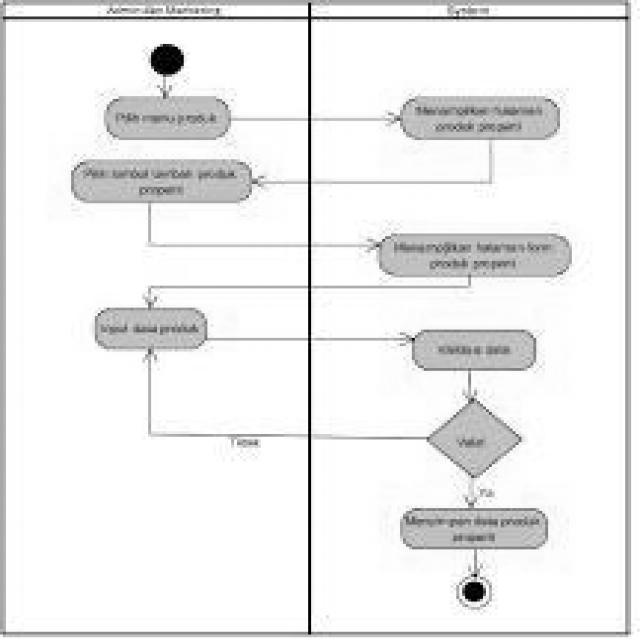 Admin dan Marketing
System
Pilih menu produk
Menampilkan halaman
produk properti
Pilih tombol tambah produk
properti
Menampilkan halaman form
produk properti
Input data produk
Validasi data
Valid
Tidak
Ya
Menyimpan data produk
properti